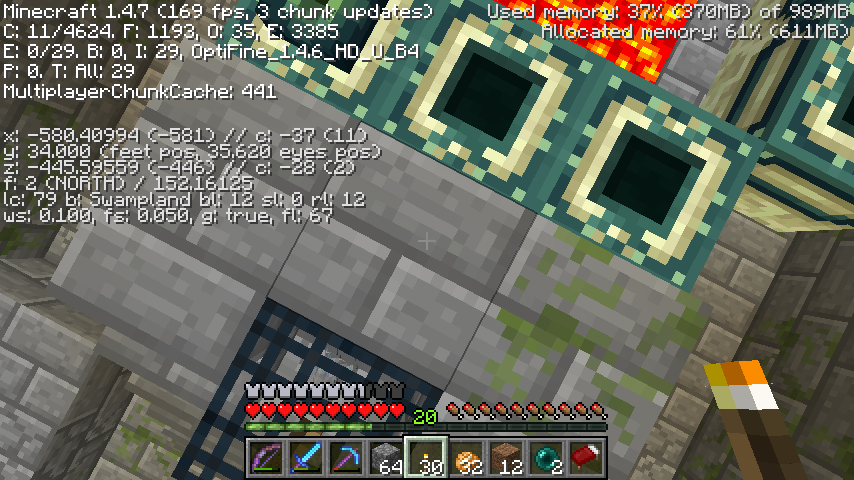 Minecraft 1.4.7 (169 fps, 3 chunk updates)
Used memory: 37% (370MB) of 989MB
C: 11/4624, F: 1193, O: 35, E: 3385
Allocated memory: 61% (611MB)
E: 0/29. B: 0, I: 29, OptiFine_1.4.6_HD_U_B4
P: 0, T: All: 29
MultiplayerChunkCache: 441
x: -580.40994 (-581) // c: -37 (11)
y: 34.000 (feet pos, 35.620 eyes pos)
z: -445.59559 (-446) // c: -28 (2)
f: 2 (NORTH) / 152.16125
lc: 79 b: Swampland bl: 12 sl: 0 rl: 12
ws: 0.100, fs: 0.050, g: true, fl: 67
20
64 30 32 12 2